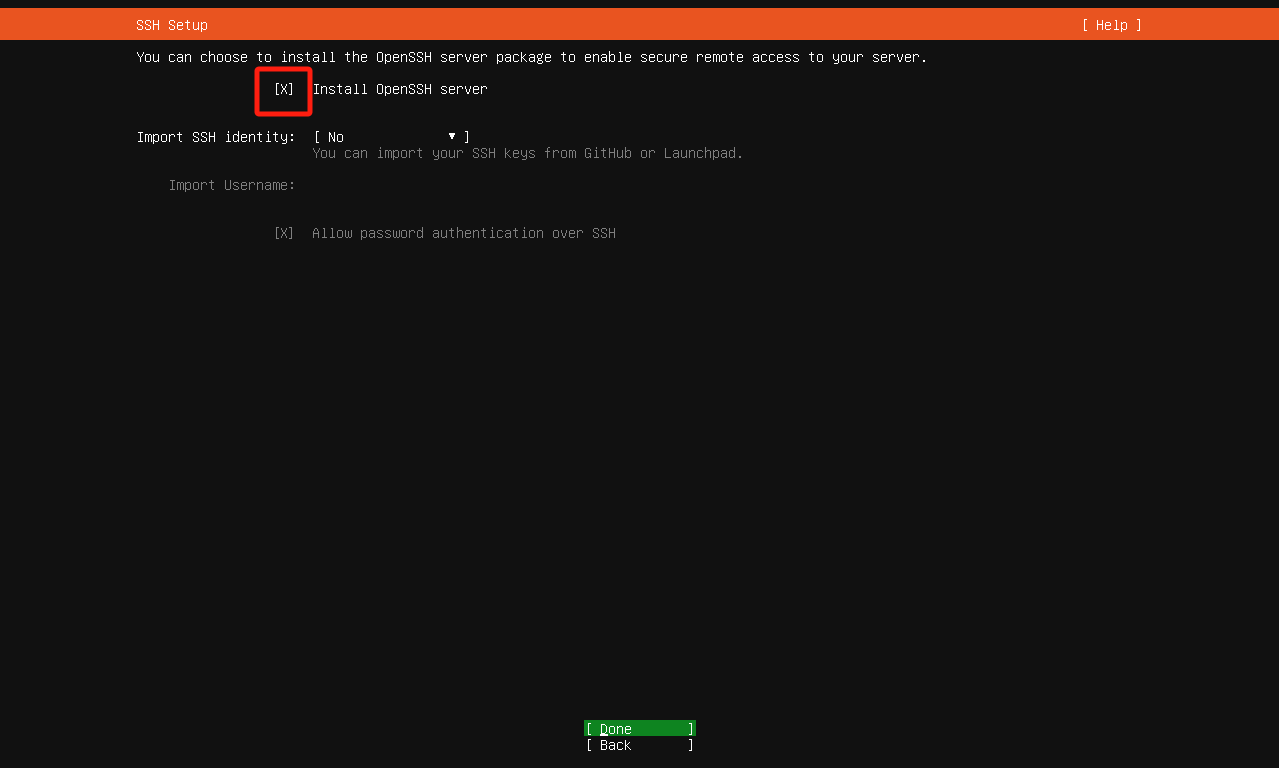 SSH Setup [ Help ]
You can choose to install the OpenSSH server package to enable secure remote access to your server.
[X] Install OpenSSH server
Import SSH identity: [ No ▼ ]
You can import your SSH keys from GitHub or Launchpad.
Import Username:
[X] Allow password authentication over SSH
[ Done ]
[ Back ]